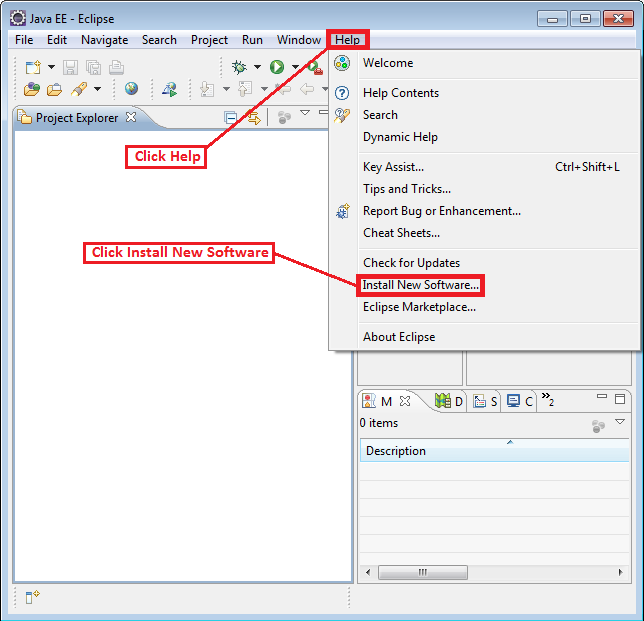 Java EE - Eclipse
File Edit Navigate Search Project Run Window Help
Welcome
Help Contents
Search
Dynamic Help
Key Assist... Ctrl+Shift+L
Tips and Tricks...
Report Bug or Enhancement...
Cheat Sheets...
Check for Updates
Install New Software...
Eclipse Marketplace...
About Eclipse
Project Explorer
Click Help
Click Install New Software
M D S C »2
0 items
Description